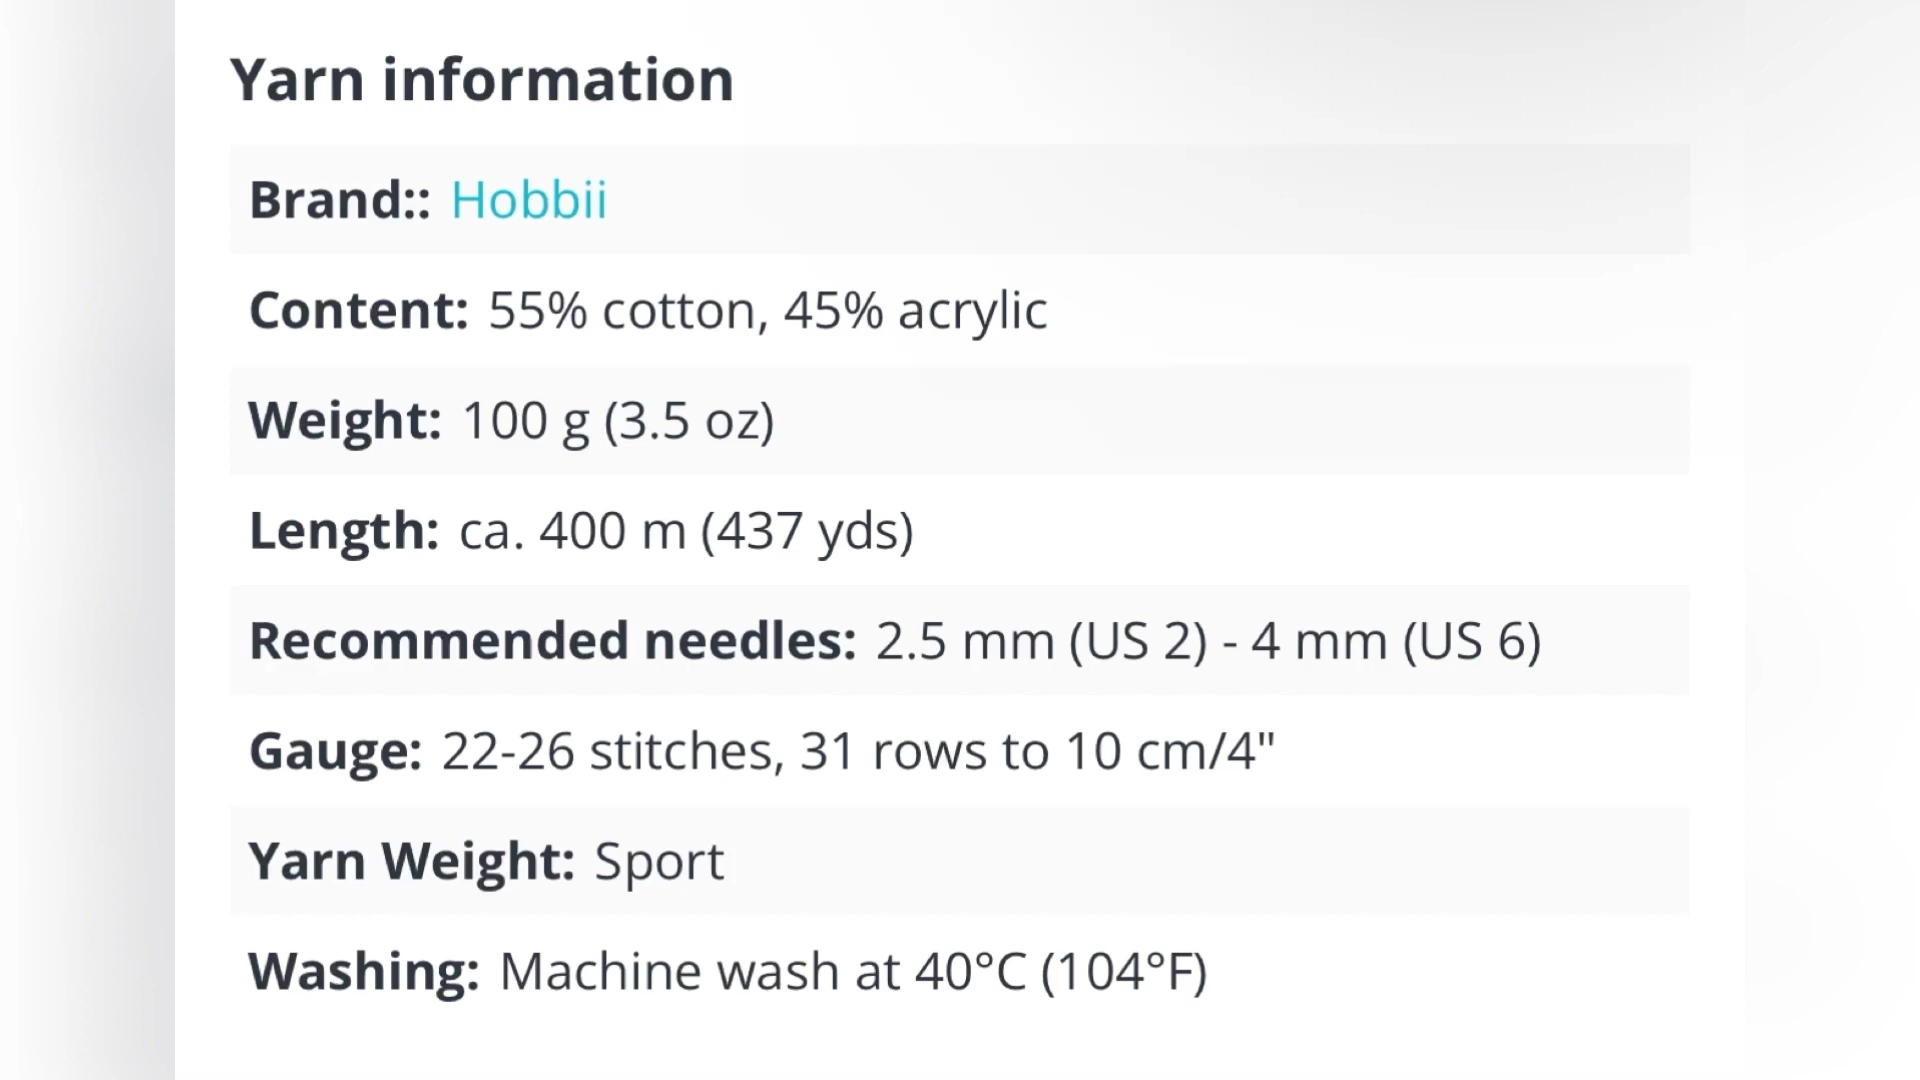 Yarn information
Brand:: Hobbii
Content: 55% cotton, 45% acrylic
Weight: 100 g (3.5 oz)
Length: ca. 400 m (437 yds)
Recommended needles: 2.5 mm (US 2) - 4 mm (US 6)
Gauge: 22-26 stitches, 31 rows to 10 cm/4"
Yarn Weight: Sport
Washing: Machine wash at 40°C (104°F)